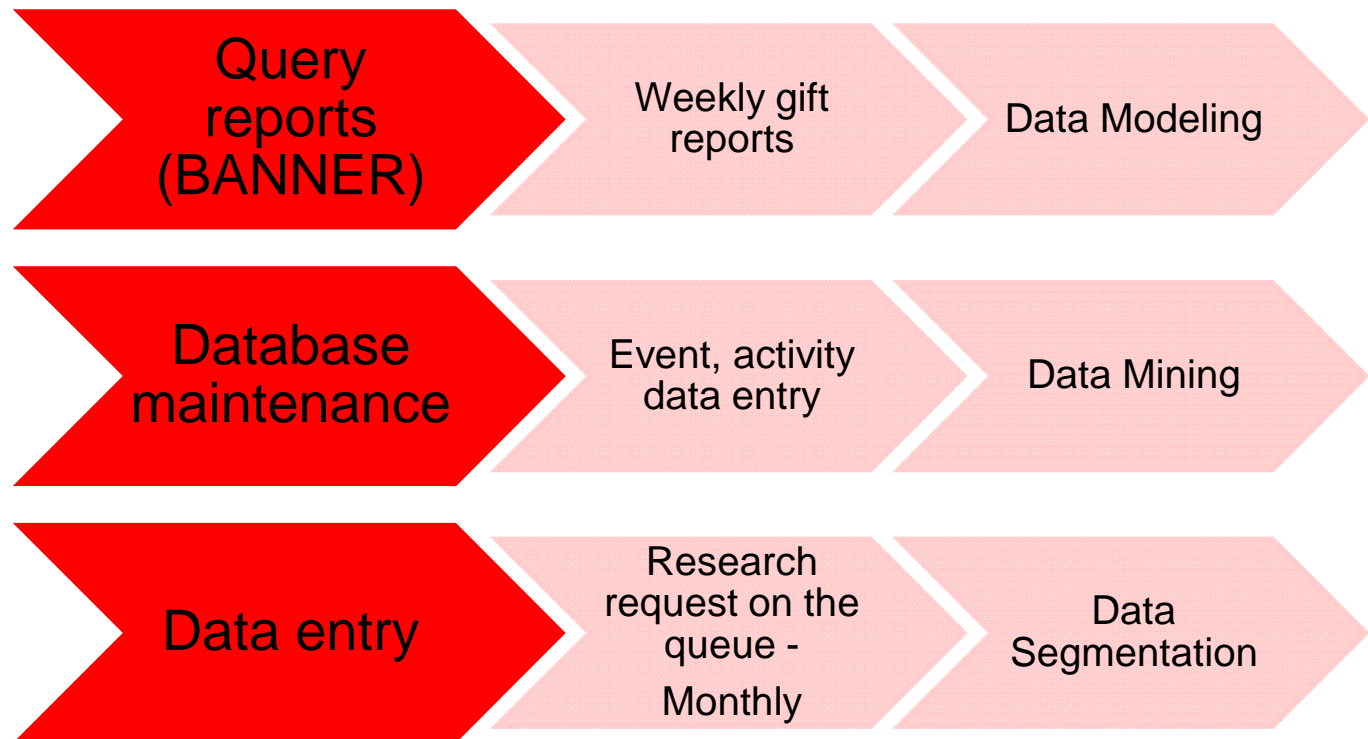 Query
reports
(BANNER)
Weekly gift
reports
Data Modeling
Database
maintenance
Event, activity
data entry
Data Mining
Data entry
Research
request on the
queue -
Monthly
Data
Segmentation